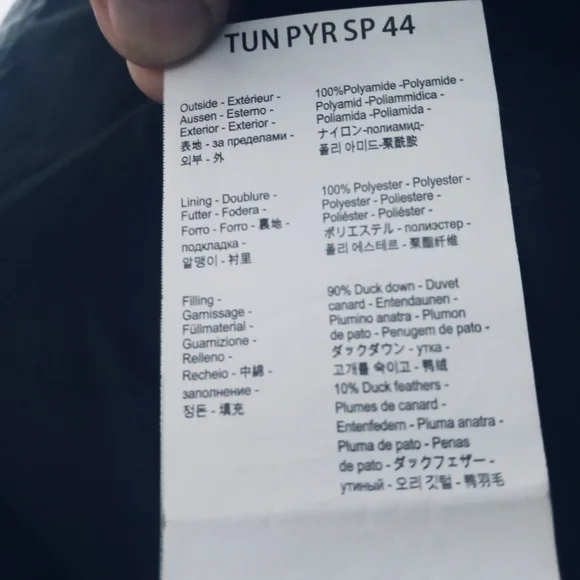 TUN PYR SP 44
Outside - Extérieur -
Aussen - Esterno -
Exterior - Exterior -
表地 - за пределами -
외부 - 外
100%Polyamide -Polyamide -
Polyamid -Poliammidica -
Poliamida -Poliamida -
ナイロン-полиамид-
폴리 아미드-聚酰胺
Lining - Doublure -
Futter - Fodera -
Forro - Forro - 裏地 -
подкладка -
알맹이 - 衬里
100% Polyester - Polyester -
Polyester - Poliestere -
Poliéster - Poliéster -
ポリエステル - полиэстер -
폴리 에스테르 - 聚酯纤维
Filling -
Garnissage -
Füllmaterial -
Guarnizione -
Relleno -
Recheio - 中綿 -
заполнение -
정돈 - 填充
90% Duck down - Duvet
canard - Entendaunen -
Plumino anatra - Plumon
de pato - Penugem de pato -
ダックダウン - утка -
고개를 숙이고 - 鸭绒
10% Duck feathers -
Plumes de canard -
Entenfedern - Piuma anatra -
Pluma de pato - Penas
de pato - ダックフェザー -
утиный - 오리 깃털 - 鸭羽毛